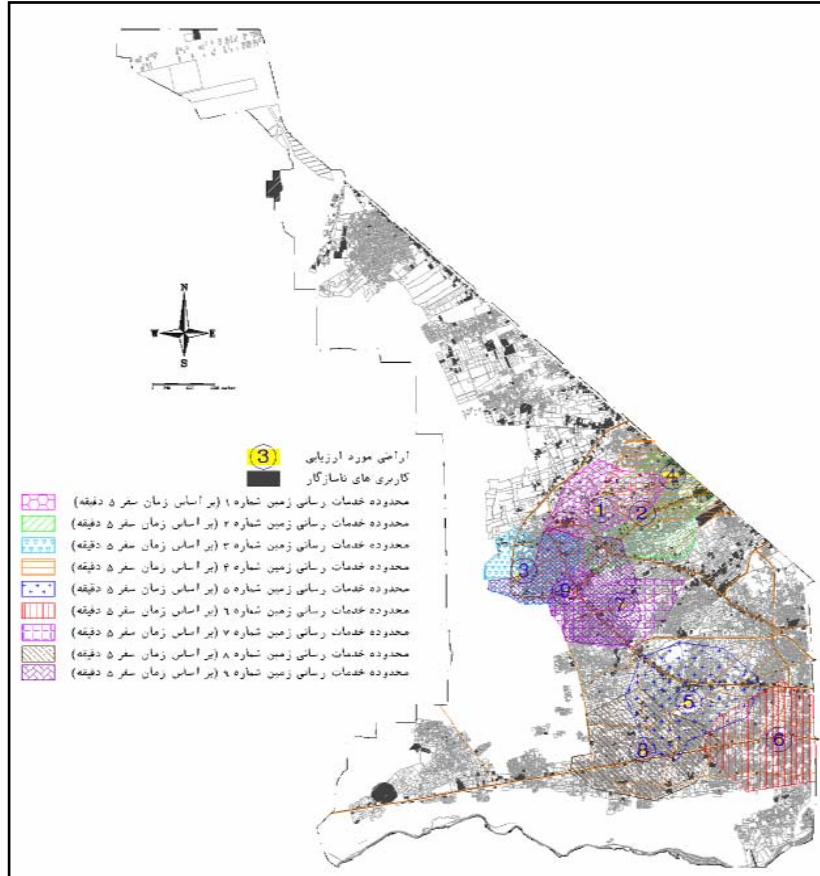 N
W E
S
اراضی مورد ارزیابی 3
کاربری های ناسازگار
محدوده خدمات رسانی زمین شماره ۱ (بر اساس زمان سفر ۵ دقیقه)
محدوده خدمات رسانی زمین شماره ۲ (بر اساس زمان سفر ۵ دقیقه)
محدوده خدمات رسانی زمین شماره ۳ (بر اساس زمان سفر ۵ دقیقه)
محدوده خدمات رسانی زمین شماره ۴ (بر اساس زمان سفر ۵ دقیقه)
محدوده خدمات رسانی زمین شماره ۵ (بر اساس زمان سفر ۵ دقیقه)
محدوده خدمات رسانی زمین شماره ۶ (بر اساس زمان سفر ۵ دقیقه)
محدوده خدمات رسانی زمین شماره ۷ (بر اساس زمان سفر ۵ دقیقه)
محدوده خدمات رسانی زمین شماره ۸ (بر اساس زمان سفر ۵ دقیقه)
محدوده خدمات رسانی زمین شماره ۹ (بر اساس زمان سفر ۵ دقیقه)
4
1
2
3
9
7
5
6
8